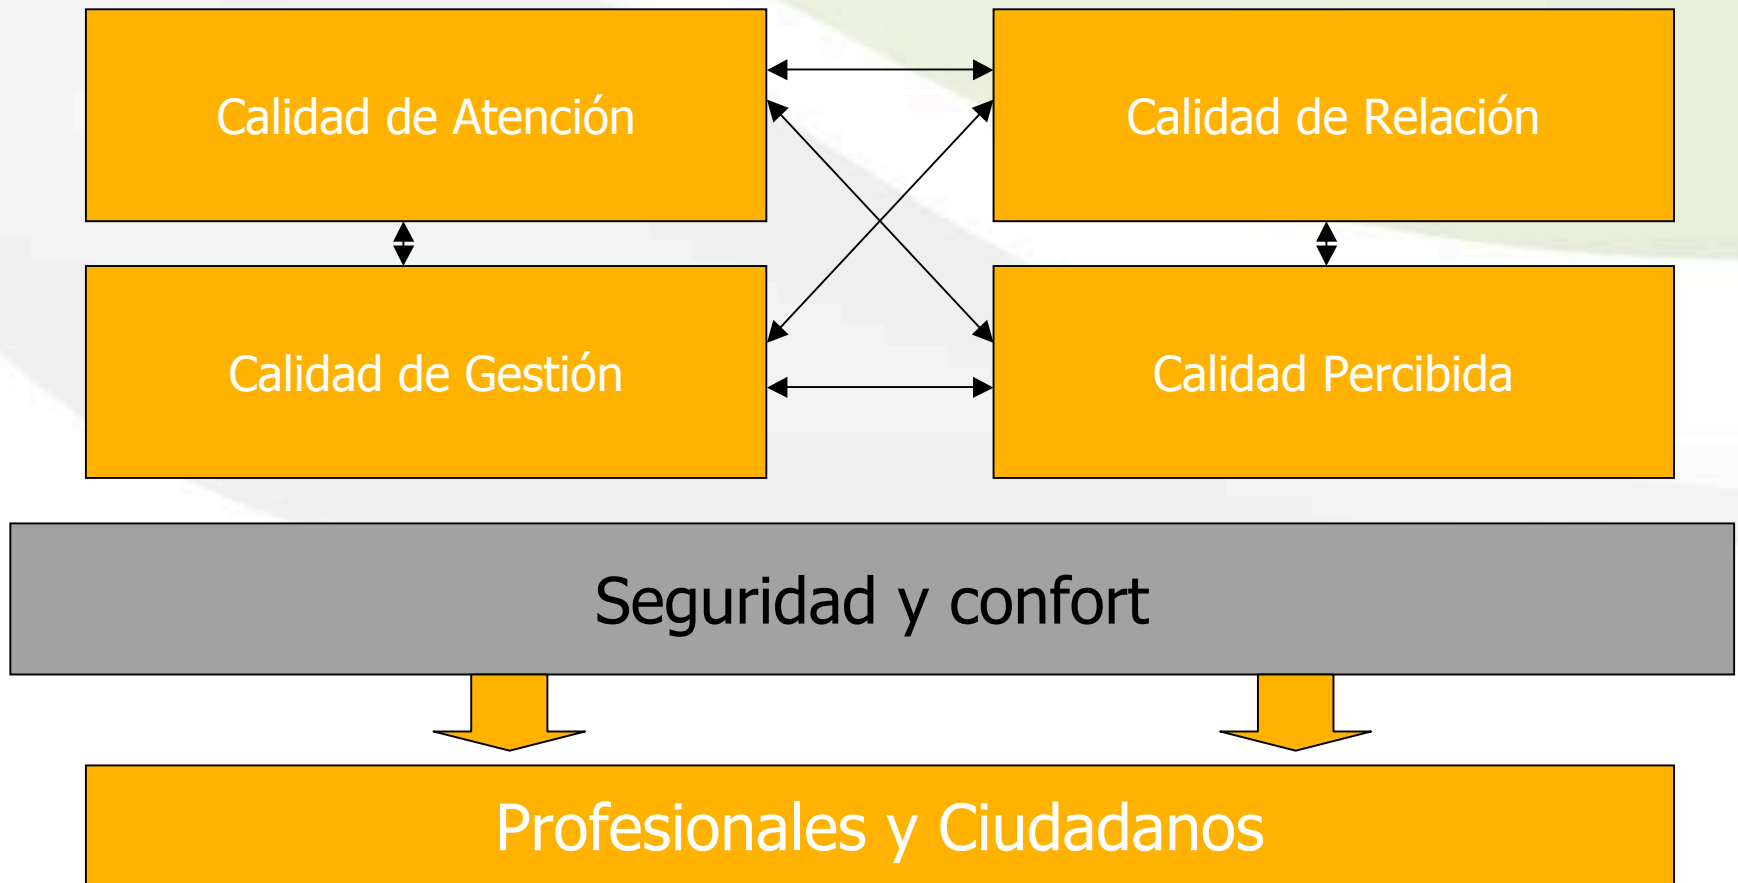 Calidad de Atención
Calidad de Relación
Calidad de Gestión
Calidad Percibida
Seguridad y confort
Profesionales y Ciudadanos